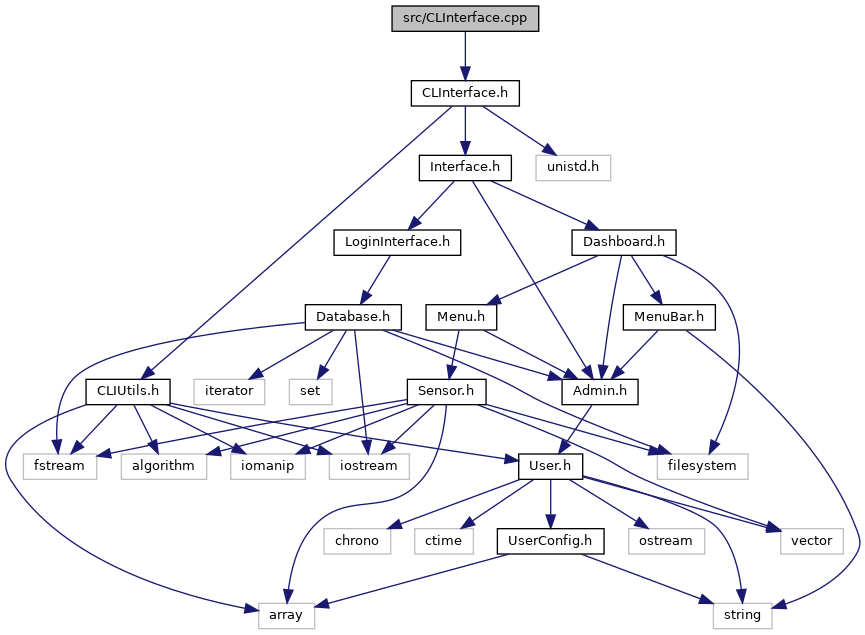 src/CLInterface.cpp
CLInterface.h
Interface.h
unistd.h
LoginInterface.h
Dashboard.h
Database.h
Menu.h
MenuBar.h
CLIUtils.h
iterator
set
Sensor.h
Admin.h
fstream
algorithm
iomanip
iostream
User.h
filesystem
chrono
ctime
UserConfig.h
ostream
vector
array
string